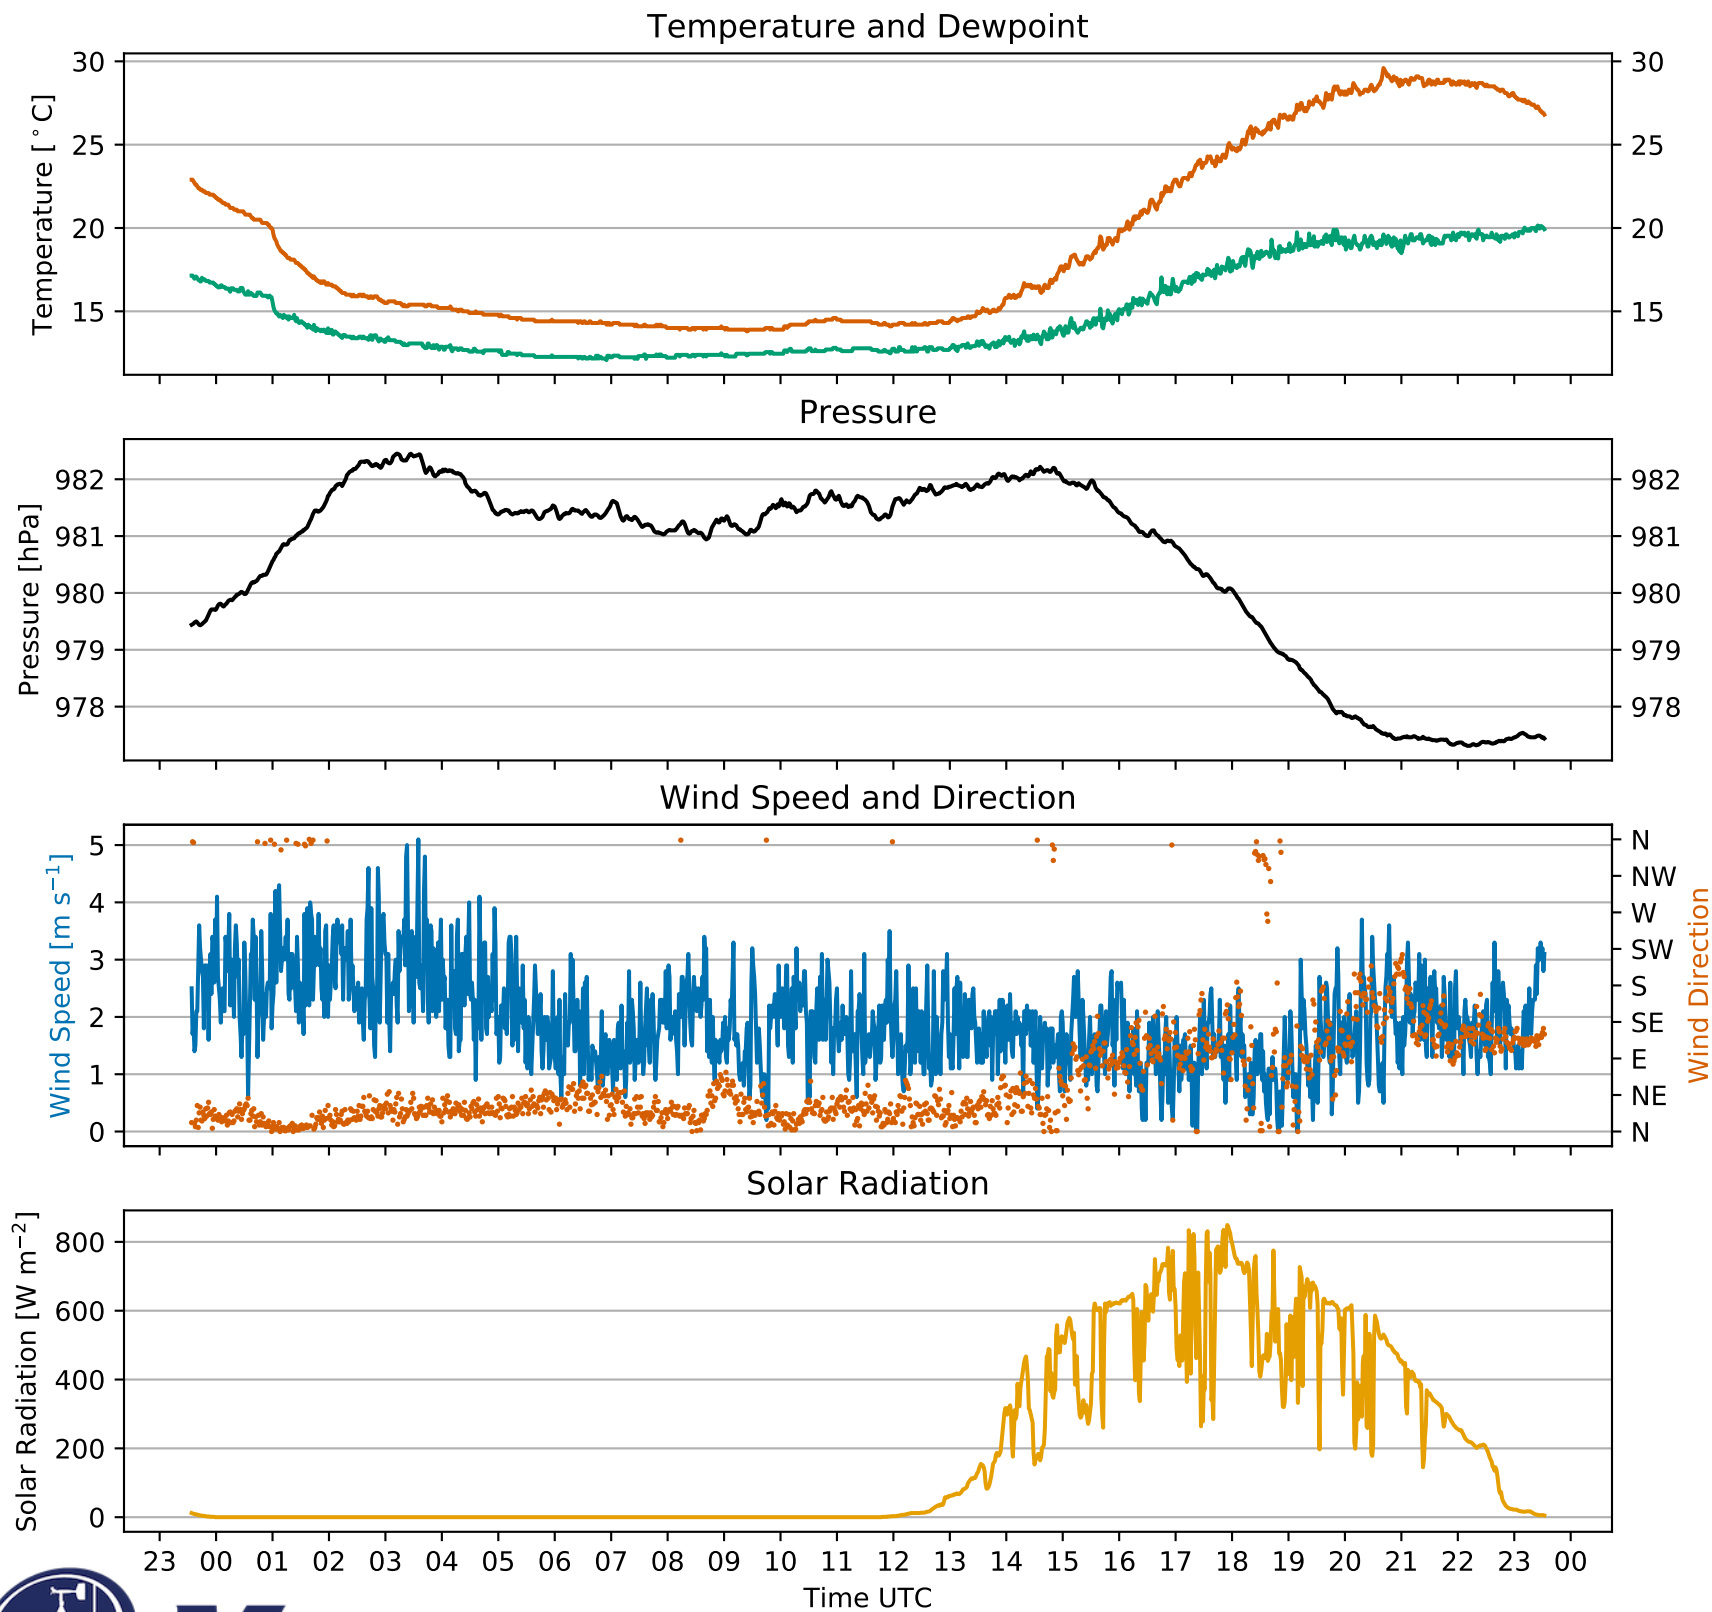 Temperature and Dewpoint
Temperature [°C]
30 30
25 25
20 20
15 15
Pressure
Pressure [hPa]
982 982
981 981
980 980
979 979
978 978
Wind Speed and Direction
Wind Speed [m s⁻¹]
Wind Direction
5 N
NW
4 W
3 SW
S
2 SE
E
1 NE
0 N
Solar Radiation
Solar Radiation [W m⁻²]
800
600
400
200
0
23 00 01 02 03 04 05 06 07 08 09 10 11 12 13 14 15 16 17 18 19 20 21 22 23 00
Time UTC